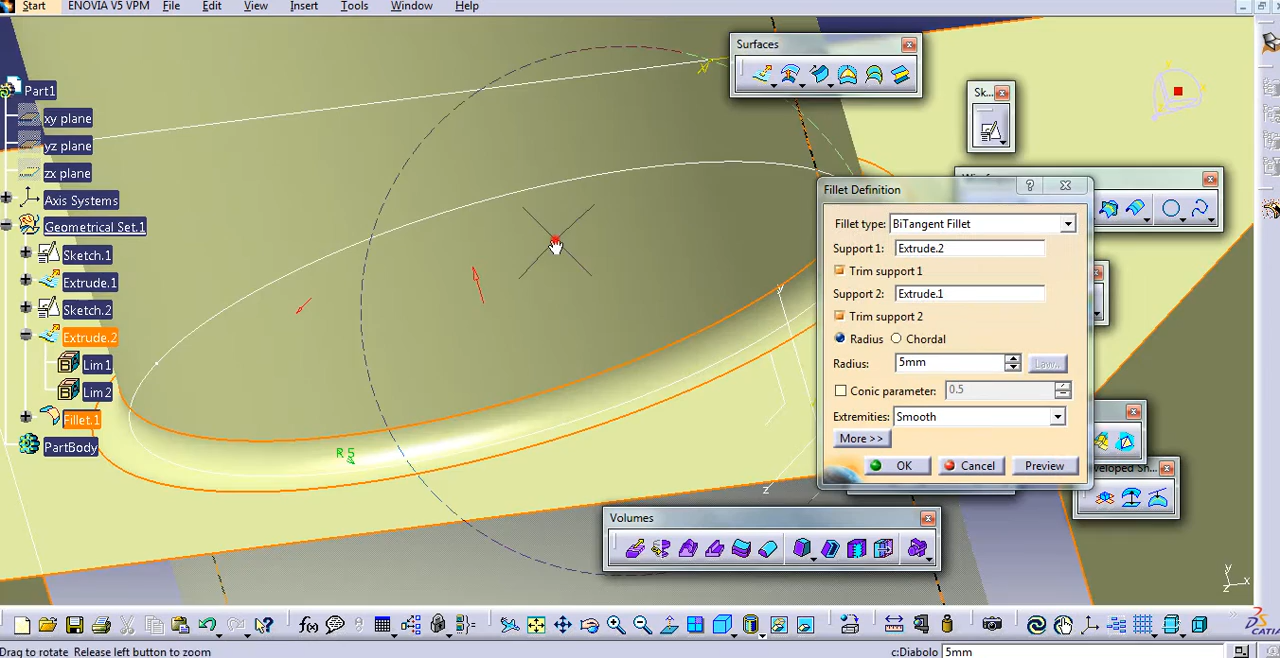 Start ENOVIA V5 VPM File Edit View Insert Tools Window Help
Surfaces
Part1
xy plane
yz plane
zx plane
Axis Systems
Geometrical Set.1
Sketch.1
Extrude.1
Sketch.2
Extrude.2
Lim1
Lim2
Fillet.1
PartBody
R 5
y
z
Sk...
Fillet Definition
?
Fillet type: BiTangent Fillet
Support 1: Extrude.2
Trim support 1
Support 2: Extrude.1
Trim support 2
Radius Chordal
Radius: 5mm Law...
Conic parameter: 0.5
Extremities: Smooth
More >>
OK Cancel Preview
Volumes
y
x
z
f(x)
CATIA
Drag to rotate Release left button to zoom c:Diabolo 5mm